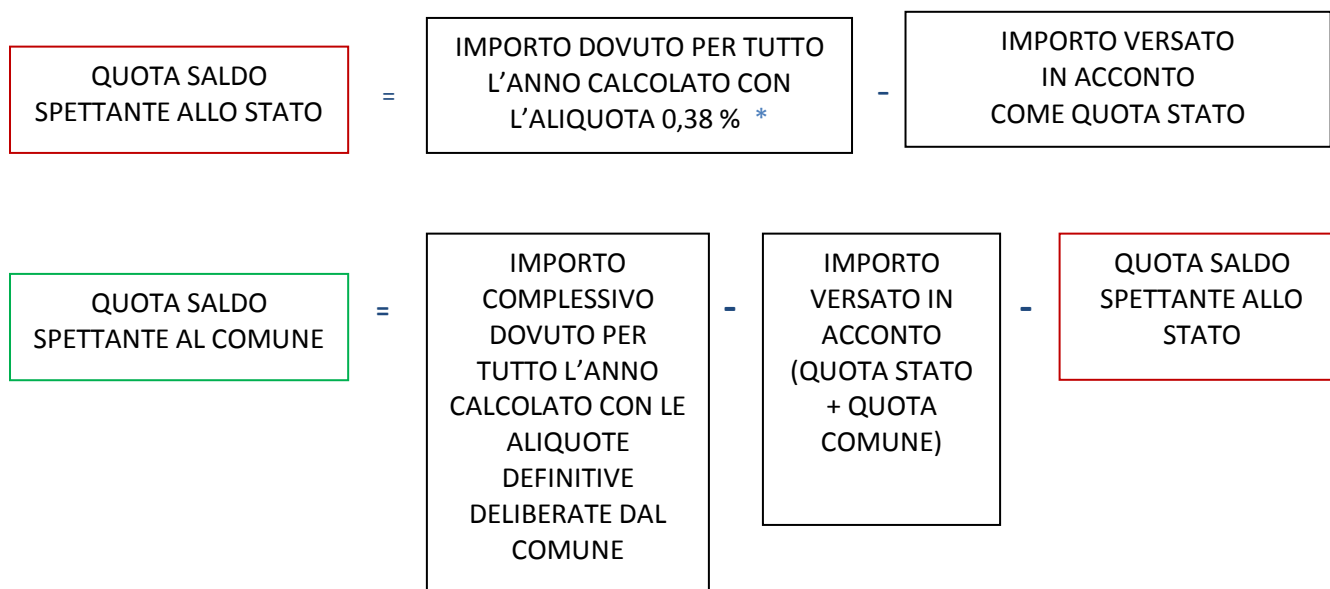 QUOTA SALDO
SPETTANTE ALLO STATO
=
IMPORTO DOVUTO PER TUTTO
L’ANNO CALCOLATO CON
L’ALIQUOTA 0,38 % *
-
IMPORTO VERSATO
IN ACCONTO
COME QUOTA STATO
QUOTA SALDO
SPETTANTE AL COMUNE
=
IMPORTO
COMPLESSIVO
DOVUTO PER
TUTTO L’ANNO
CALCOLATO CON LE
ALIQUOTE
DEFINITIVE
DELIBERATE DAL
COMUNE
-
IMPORTO
VERSATO IN
ACCONTO
(QUOTA STATO
+ QUOTA
COMUNE)
-
QUOTA SALDO
SPETTANTE ALLO
STATO